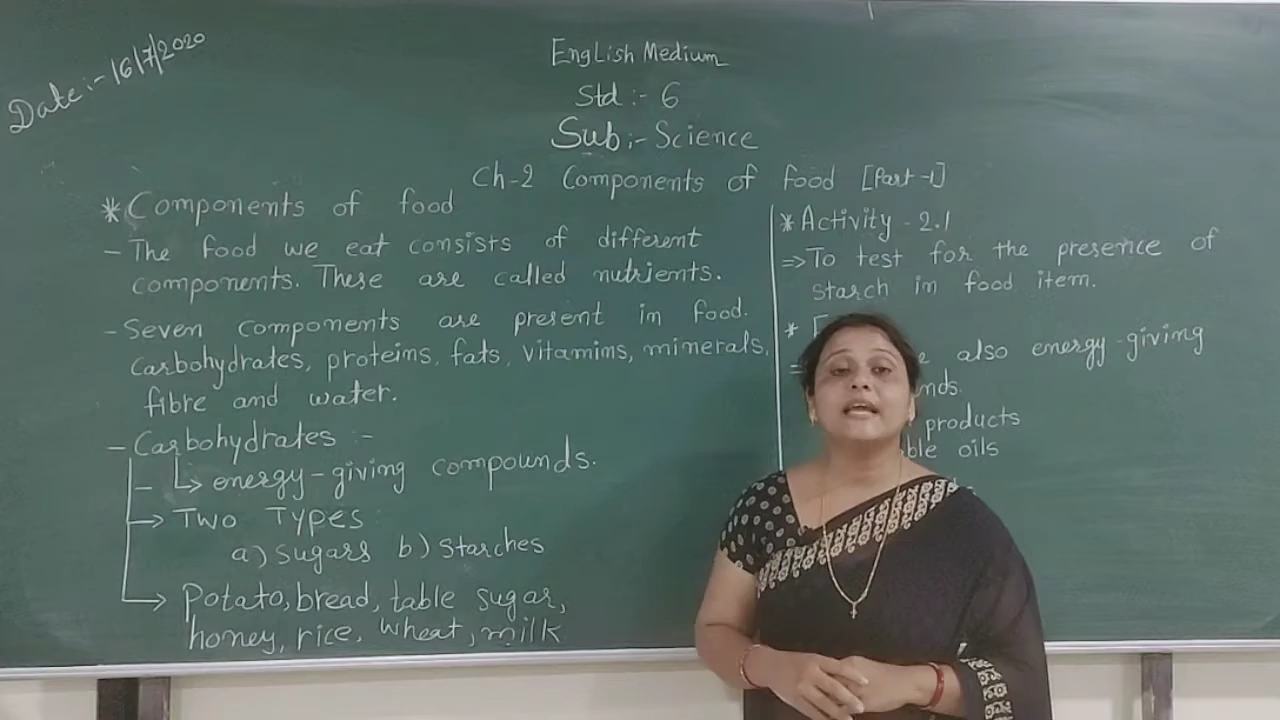 Date:- 16/7/2020
English Medium
Std :- 6
Sub :- Science
Ch-2 Components of food [Part-1]
* Components of food
- The food we eat consists of different
components. These are called nutrients.
- Seven components are present in food.
carbohydrates, proteins, fats, vitamins, minerals,
fibre and water.
- Carbohydrates :-
- ↳ energy-giving compounds.
→ Two Types
a) sugars b) starches
→ Potato, bread, table sugar,
honey, rice, wheat, milk
* Activity - 2.1
⇒ To test for the presence of
starch in food item.
*
also energy-giving
products
oils